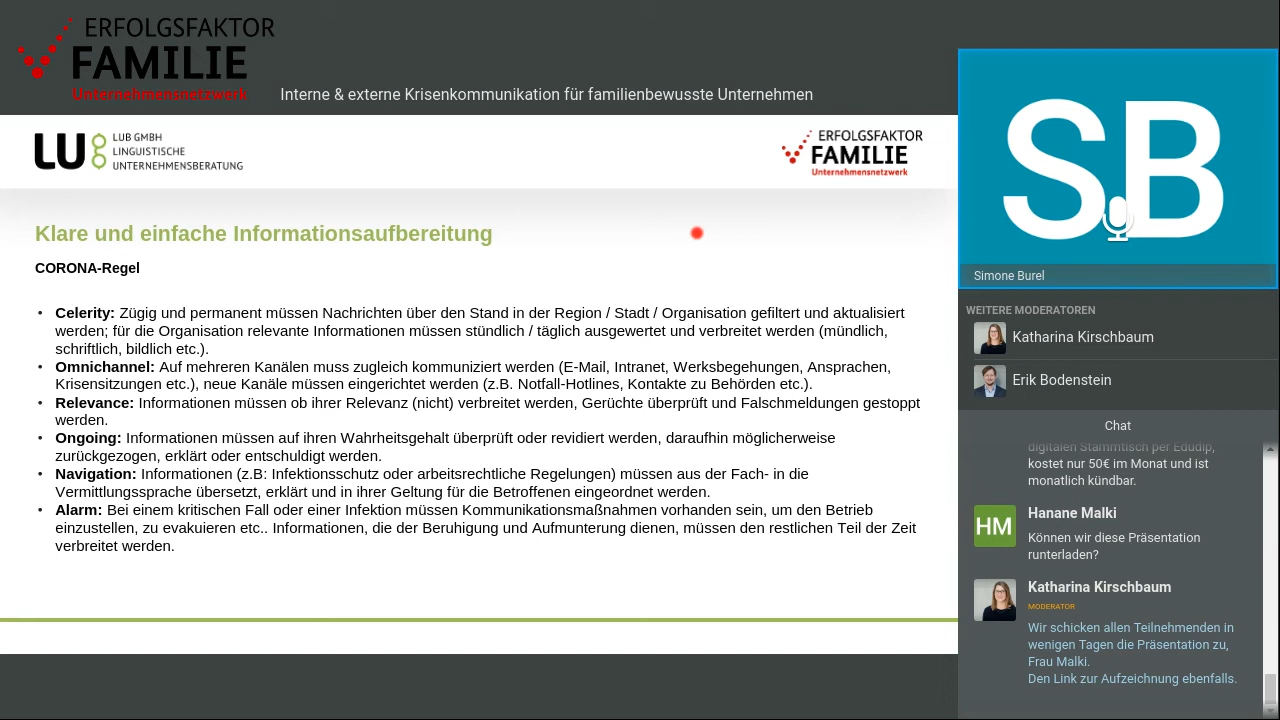 ERFOLGSFAKTOR
FAMILIE
Unternehmensnetzwerk
Interne & externe Krisenkommunikation für familienbewusste Unternehmen
LU
LUB GMBH
LINGUISTISCHE
UNTERNEHMENSBERATUNG
ERFOLGSFAKTOR
FAMILIE
Unternehmensnetzwerk
Klare und einfache Informationsaufbereitung
CORONA-Regel
• Celerity: Zügig und permanent müssen Nachrichten über den Stand in der Region / Stadt / Organisation gefiltert und aktualisiert
werden; für die Organisation relevante Informationen müssen stündlich / täglich ausgewertet und verbreitet werden (mündlich,
schriftlich, bildlich etc.).
• Omnichannel: Auf mehreren Kanälen muss zugleich kommuniziert werden (E-Mail, Intranet, Werksbegehungen, Ansprachen,
Krisensitzungen etc.), neue Kanäle müssen eingerichtet werden (z.B. Notfall-Hotlines, Kontakte zu Behörden etc.).
• Relevance: Informationen müssen ob ihrer Relevanz (nicht) verbreitet werden, Gerüchte überprüft und Falschmeldungen gestoppt
werden.
• Ongoing: Informationen müssen auf ihren Wahrheitsgehalt überprüft oder revidiert werden, daraufhin möglicherweise
zurückgezogen, erklärt oder entschuldigt werden.
• Navigation: Informationen (z.B: Infektionsschutz oder arbeitsrechtliche Regelungen) müssen aus der Fach- in die
Vermittlungssprache übersetzt, erklärt und in ihrer Geltung für die Betroffenen eingeordnet werden.
• Alarm: Bei einem kritischen Fall oder einer Infektion müssen Kommunikationsmaßnahmen vorhanden sein, um den Betrieb
einzustellen, zu evakuieren etc.. Informationen, die der Beruhigung und Aufmunterung dienen, müssen den restlichen Teil der Zeit
verbreitet werden.
SB
Simone Burel
WEITERE MODERATOREN
Katharina Kirschbaum
Erik Bodenstein
Chat
digitalen Stammtisch per Edudip,
kostet nur 50€ im Monat und ist
monatlich kündbar.
HM
Hanane Malki
Können wir diese Präsentation
runterladen?
Katharina Kirschbaum
MODERATOR
Wir schicken allen Teilnehmenden in
wenigen Tagen die Präsentation zu,
Frau Malki.
Den Link zur Aufzeichnung ebenfalls.